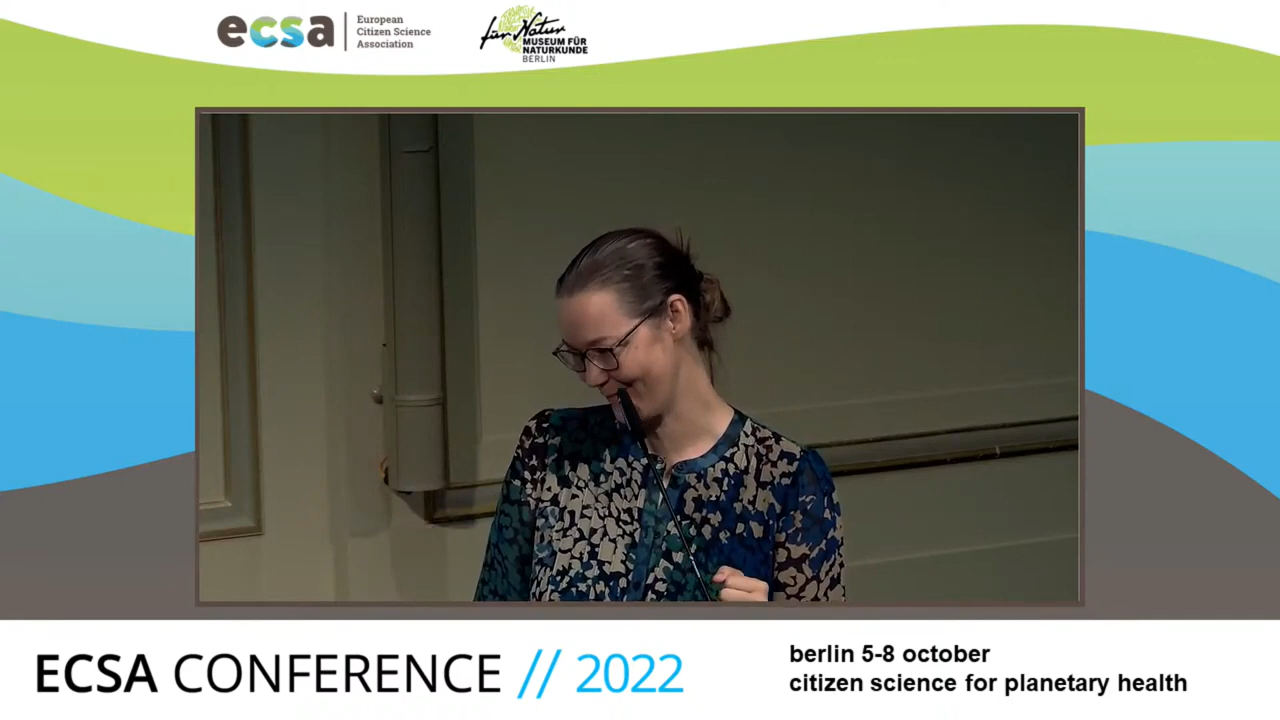 ecsa
European
Citizen Science
Association
für Natur
MUSEUM FÜR
NATURKUNDE
BERLIN
ECSA CONFERENCE // 2022
berlin 5-8 october
citizen science for planetary health